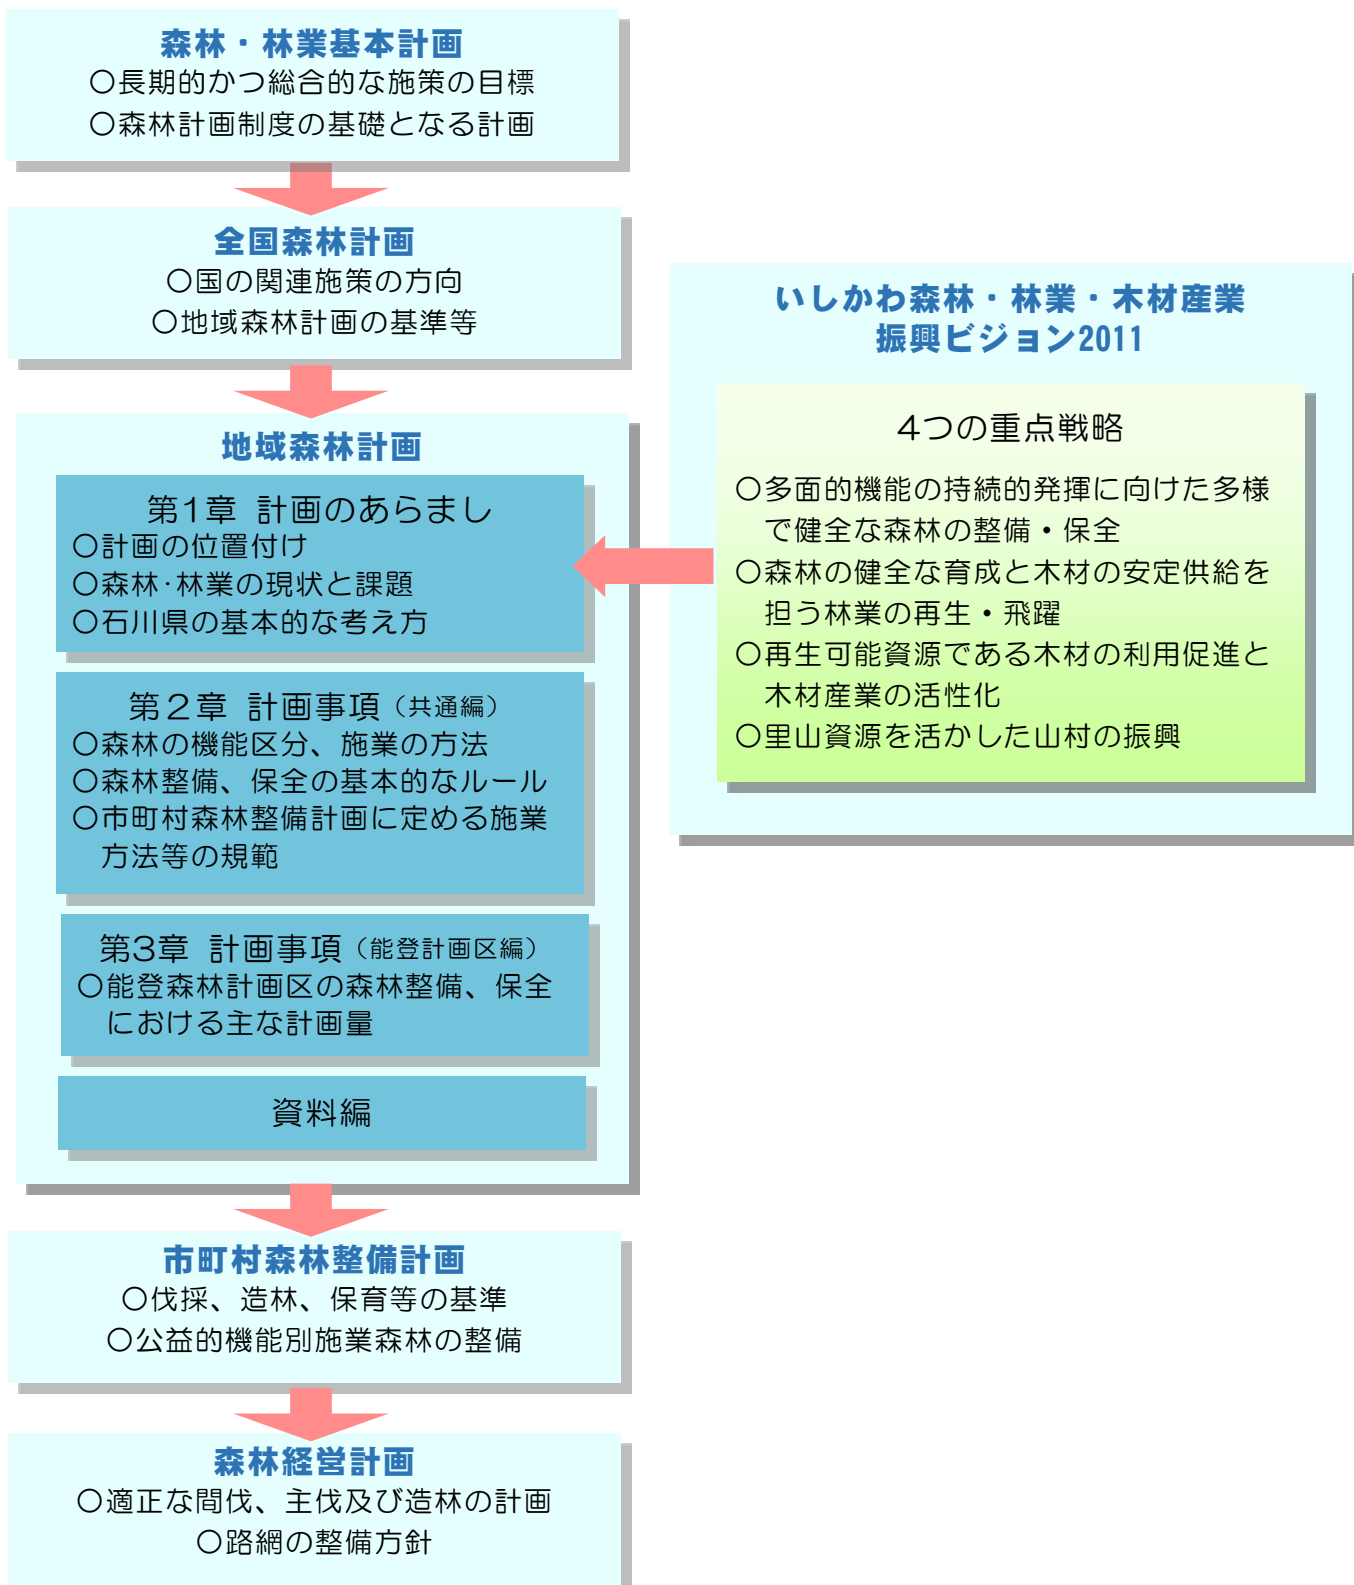 森林・林業基本計画
〇長期的かつ総合的な施策の目標
〇森林計画制度の基礎となる計画
全国森林計画
〇国の関連施策の方向
〇地域森林計画の基準等
地域森林計画
第1章 計画のあらまし
〇計画の位置付け
〇森林･林業の現状と課題
〇石川県の基本的な考え方
第２章 計画事項（共通編）
〇森林の機能区分、施業の方法
〇森林整備、保全の基本的なルール
〇市町村森林整備計画に定める施業
方法等の規範
第3章 計画事項（能登計画区編）
〇能登森林計画区の森林整備、保全
における主な計画量
資料編
いしかわ森林・林業・木材産業
振興ビジョン2011
4つの重点戦略
〇多面的機能の持続的発揮に向けた多様
で健全な森林の整備・保全
〇森林の健全な育成と木材の安定供給を
担う林業の再生・飛躍
〇再生可能資源である木材の利用促進と
木材産業の活性化
〇里山資源を活かした山村の振興
市町村森林整備計画
〇伐採、造林、保育等の基準
〇公益的機能別施業森林の整備
森林経営計画
〇適正な間伐、主伐及び造林の計画
〇路網の整備方針